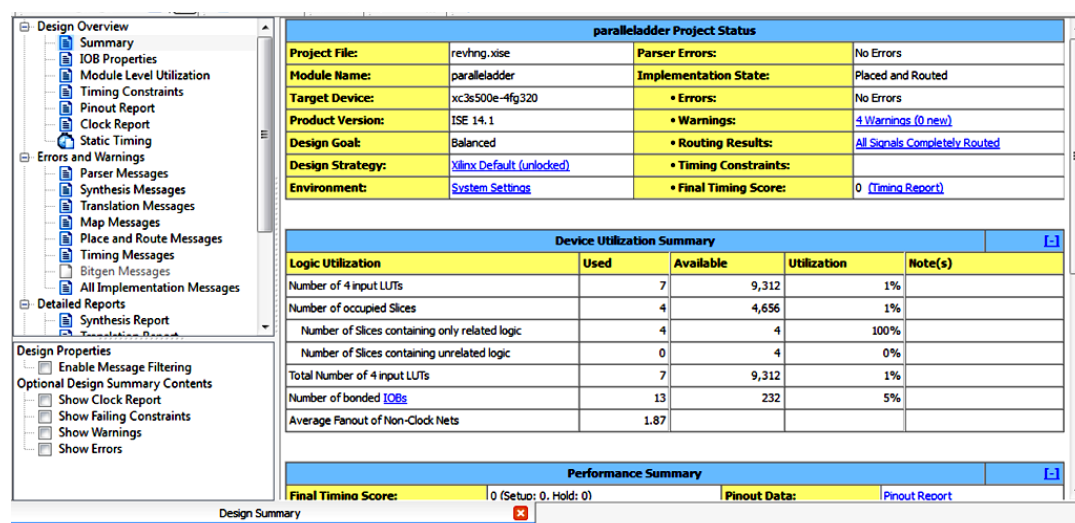 Design Overview
Summary
IOB Properties
Module Level Utilization
Timing Constraints
Pinout Report
Clock Report
Static Timing
Errors and Warnings
Parser Messages
Synthesis Messages
Translation Messages
Map Messages
Place and Route Messages
Timing Messages
Bitgen Messages
All Implementation Messages
Detailed Reports
Synthesis Report
Translation Report
Design Properties
Enable Message Filtering
Optional Design Summary Contents
Show Clock Report
Show Failing Constraints
Show Warnings
Show Errors
paralleladder Project Status
Project File: revhng.xise Parser Errors: No Errors
Module Name: paralleladder Implementation State: Placed and Routed
Target Device: xc3s500e-4fg320 • Errors: No Errors
Product Version: ISE 14.1 • Warnings: 4 Warnings (0 new)
Design Goal: Balanced • Routing Results: All Signals Completely Routed
Design Strategy: Xilinx Default (unlocked) • Timing Constraints:
Environment: System Settings • Final Timing Score: 0 (Timing Report)
Device Utilization Summary [-]
Logic Utilization Used Available Utilization Note(s)
Number of 4 input LUTs 7 9,312 1%
Number of occupied Slices 4 4,656 1%
Number of Slices containing only related logic 4 4 100%
Number of Slices containing unrelated logic 0 4 0%
Total Number of 4 input LUTs 7 9,312 1%
Number of bonded IOBs 13 232 5%
Average Fanout of Non-Clock Nets 1.87
Performance Summary [-]
Final Timing Score: 0 (Setup: 0, Hold: 0) Pinout Data: Pinout Report
Design Summary